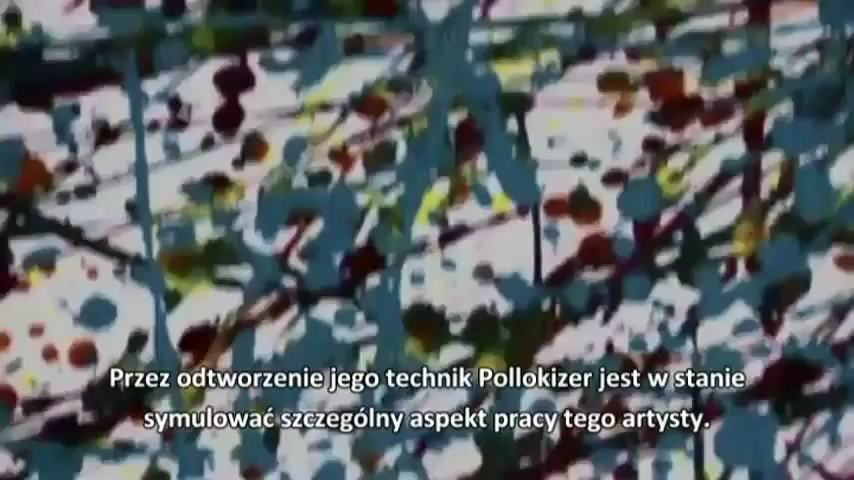 Przez odtworzenie jego technik Pollokizer jest w stanie
symulować szczególny aspekt pracy tego artysty.